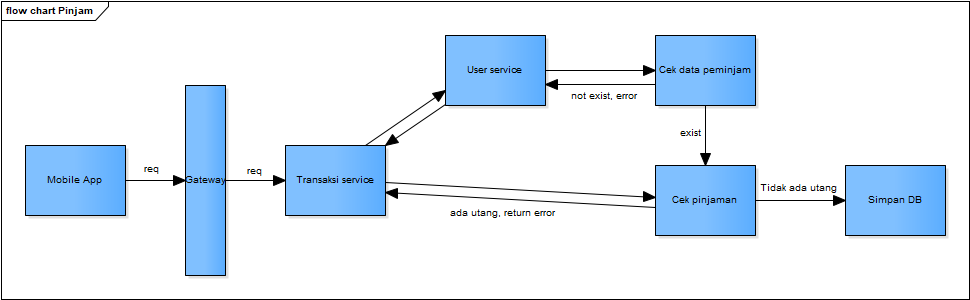 flow chart Pinjam
User service
Cek data peminjam
not exist, error
exist
Mobile App
req
Gateway
req
Transaksi service
ada utang, return error
Cek pinjaman
Tidak ada utang
Simpan DB